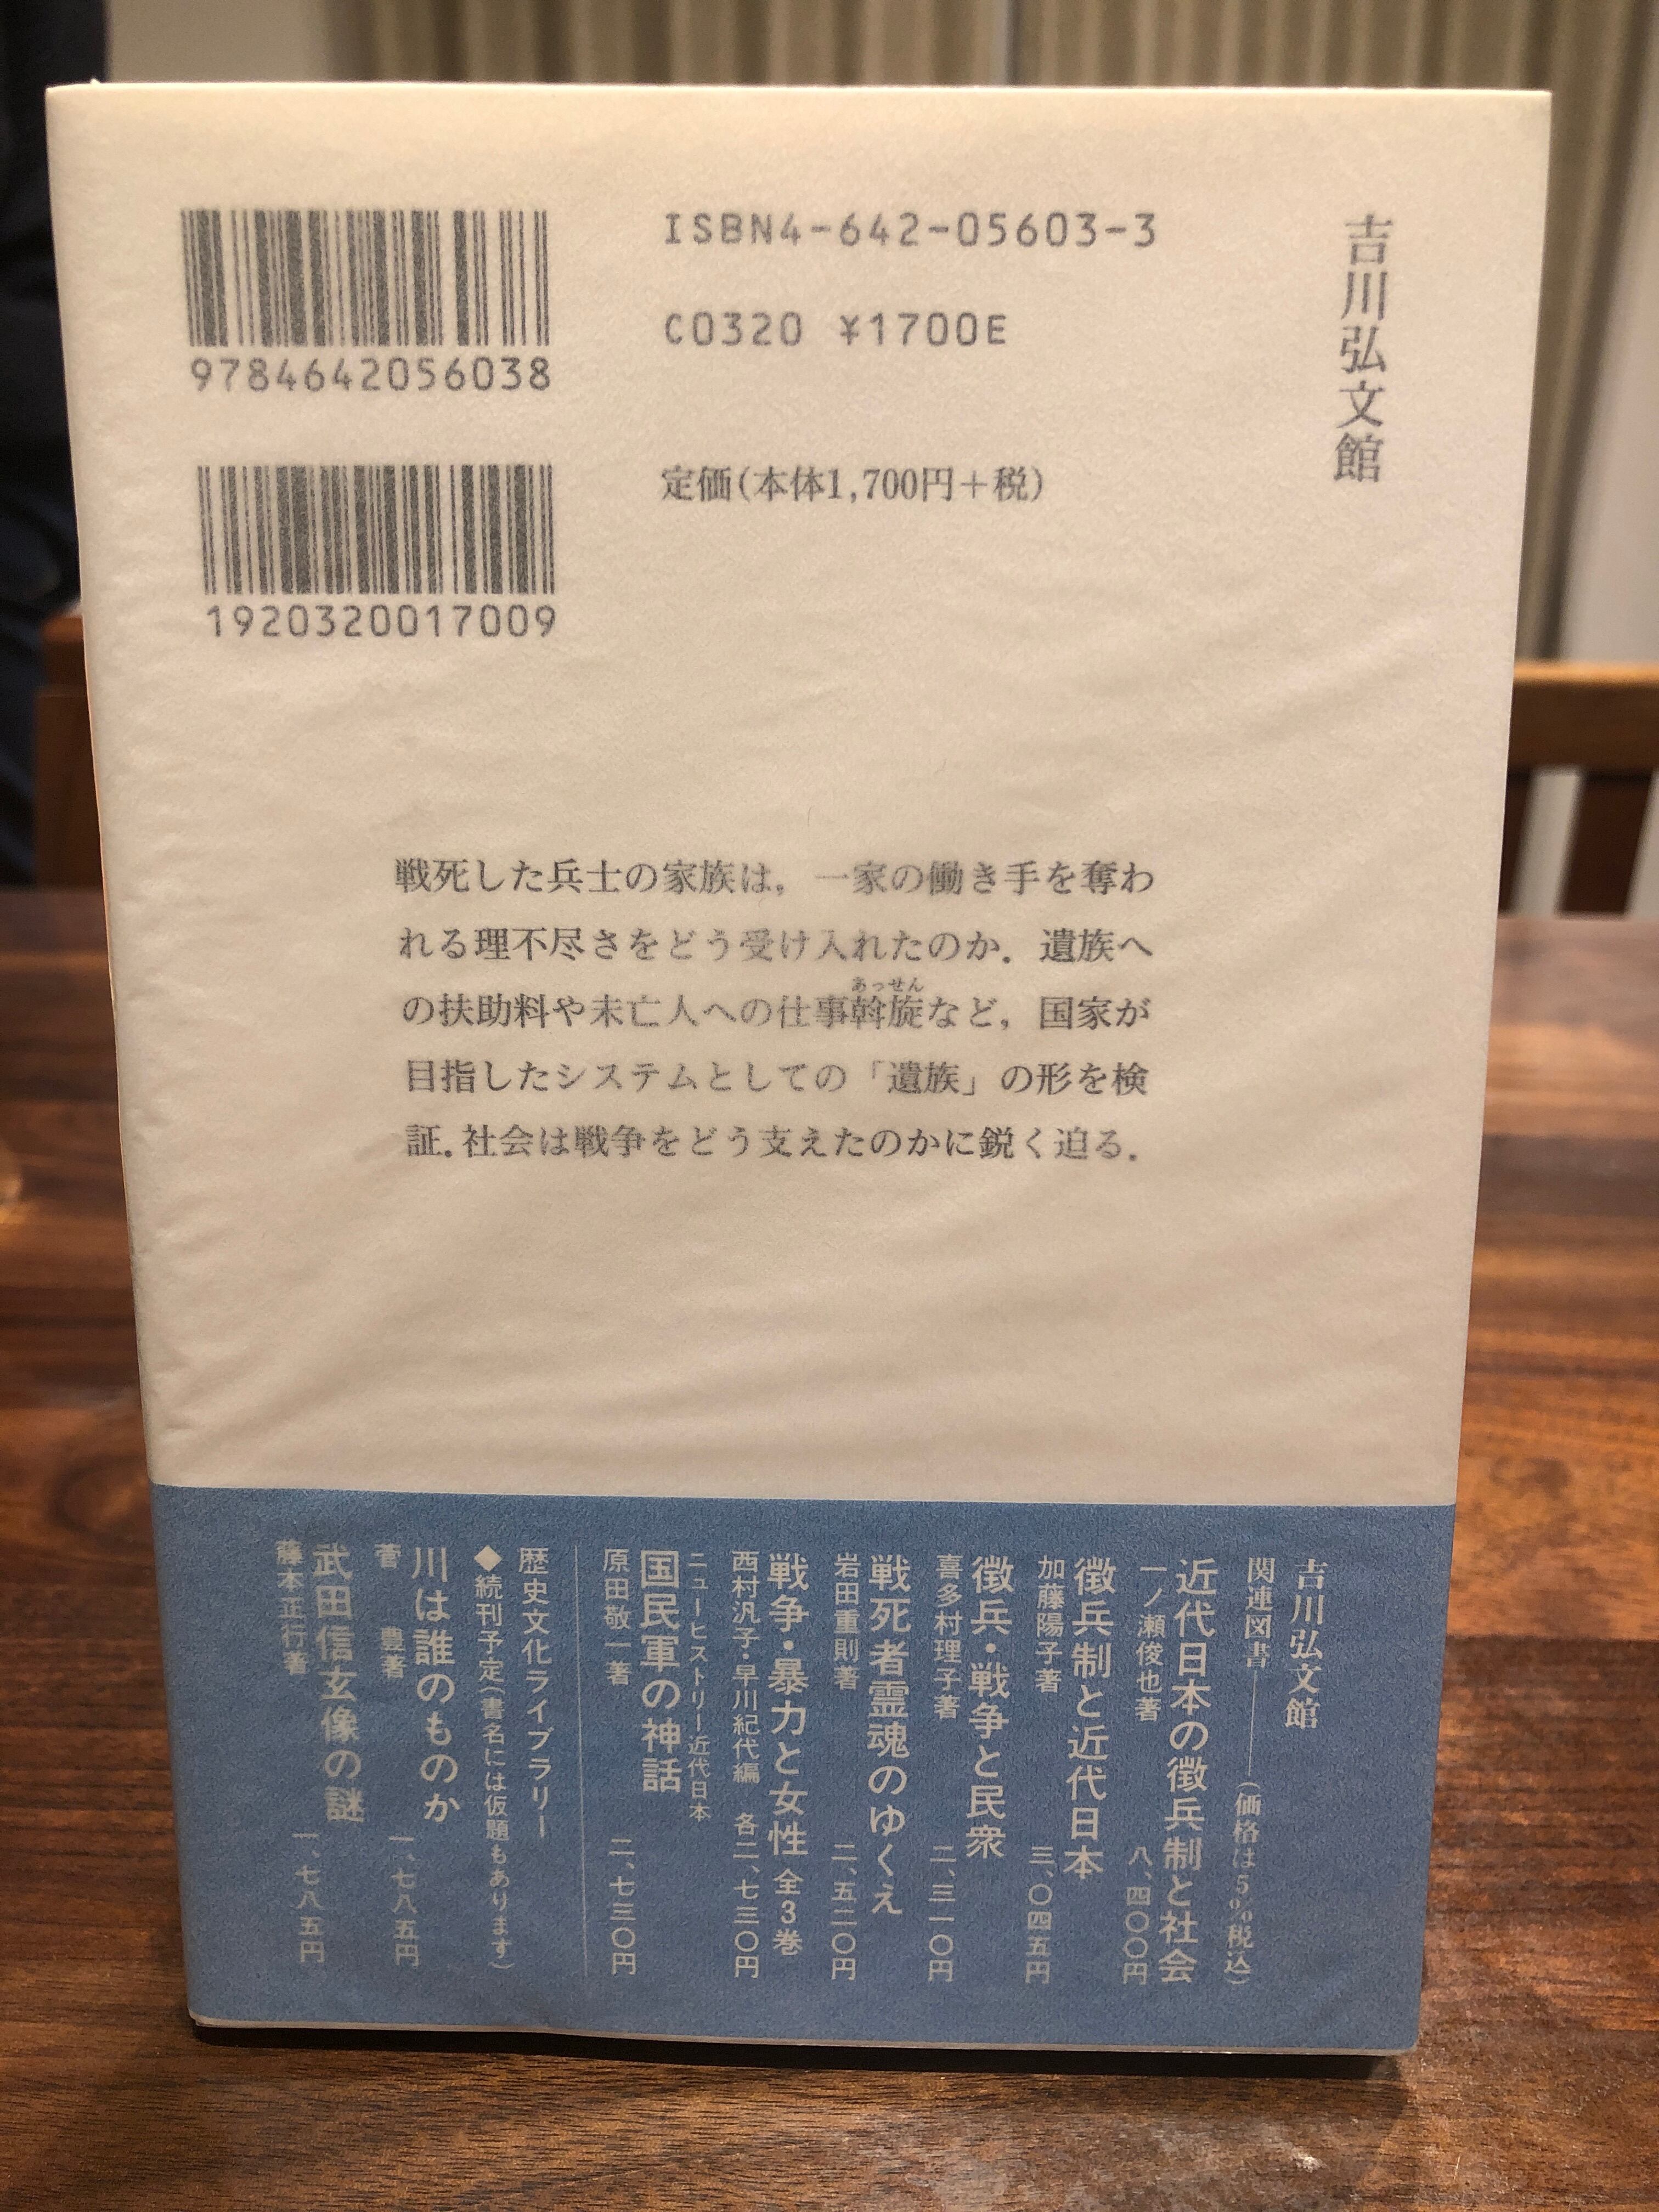 吉川弘文館
ISBN4-642-05603-3
C0320 ¥1700E
定価(本体1,700円+税)
9784642056038
1920320017009
戦死した兵士の家族は,一家の働き手を奪わ
れる理不尽さをどう受け入れたのか.遺族へ
あっせん
の扶助料や未亡人への仕事斡旋など,国家が
目指したシステムとしての「遺族」の形を検
証.社会は戦争をどう支えたのかに鋭く迫る.
吉川弘文館
関連図書――(価格は5%税込)
近代日本の徴兵制と社会
一ノ瀬俊也著 八、四〇〇円
徴兵制と近代日本
加藤陽子著 三、〇四五円
徴兵・戦争と民衆
喜多村理子著 二、三一〇円
戦死者霊魂のゆくえ
岩田重則著 二、五二〇円
戦争・暴力と女性 全3巻
西村汎子・早川紀代編 各二、七三〇円
ニューヒストリー近代日本
国民軍の神話
原田敬一著 二、七三〇円
歴史文化ライブラリー
◆続刊予定(書名には仮題もあります)
川は誰のものか
菅 豊著 一、七八五円
武田信玄像の謎
藤本正行著 一、七八五円